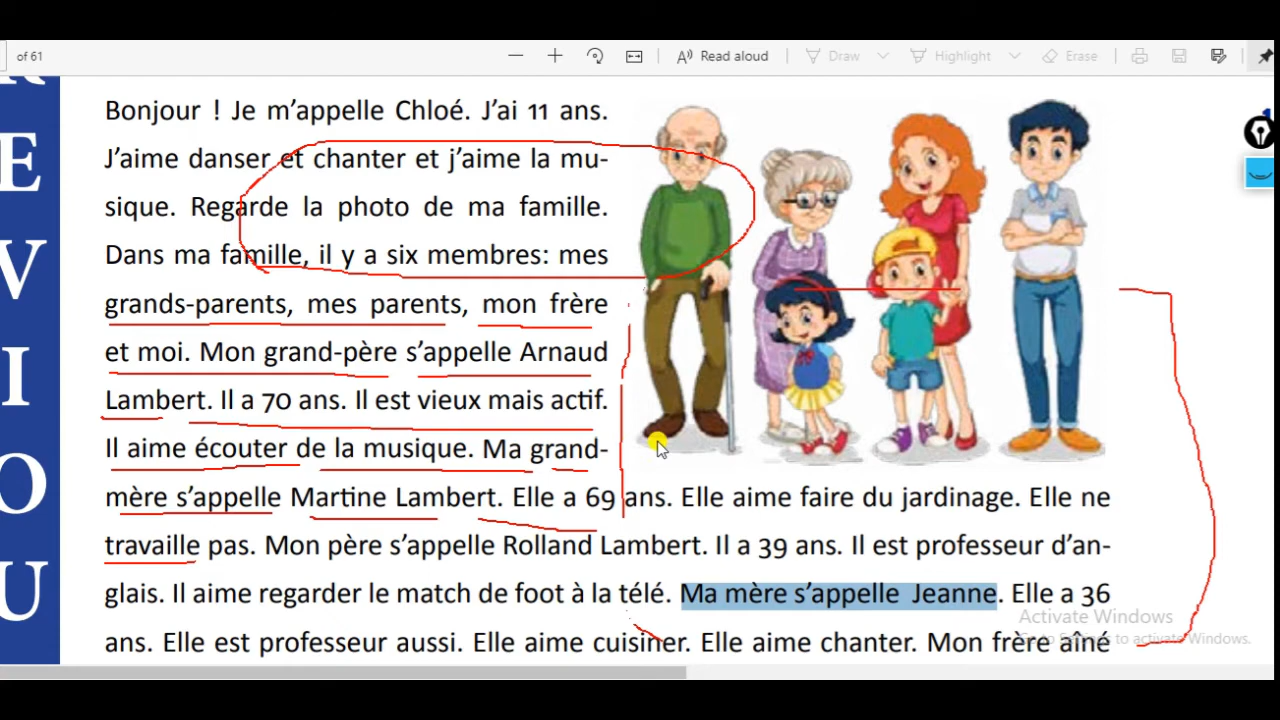 of 61
Read aloud
Draw
Highlight
Erase
E
V
I
O
U
Bonjour ! Je m’appelle Chloé. J’ai 11 ans.
J’aime danser et chanter et j’aime la mu-
sique. Regarde la photo de ma famille.
Dans ma famille, il y a six membres: mes
grands-parents, mes parents, mon frère
et moi. Mon grand-père s’appelle Arnaud
Lambert. Il a 70 ans. Il est vieux mais actif.
Il aime écouter de la musique. Ma grand-
mère s’appelle Martine Lambert. Elle a 69 ans. Elle aime faire du jardinage. Elle ne
travaille pas. Mon père s’appelle Rolland Lambert. Il a 39 ans. Il est professeur d’an-
glais. Il aime regarder le match de foot à la télé. Ma mère s’appelle Jeanne. Elle a 36
ans. Elle est professeur aussi. Elle aime cuisiner. Elle aime chanter. Mon frère aîné
Activate Windows
Go to Settings to activate Windows.